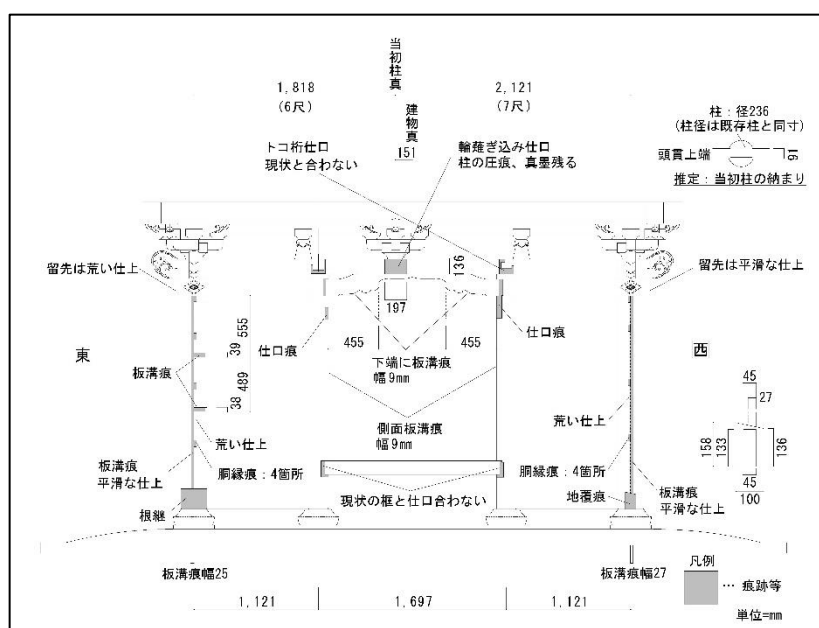 当初柱真
1,818
(6尺)
2,121
(7尺)
建物真
151
トコ桁仕口
現状と合わない
輪薙ぎ込み仕口
柱の圧痕、真墨残る
柱：径236
(柱径は既存柱と同寸)
頭貫上端
91
推定：当初柱の納まり
留先は荒い仕上
136
留先は平滑な仕上
197
555
仕口痕
455
455
仕口痕
下端に板溝痕
幅9mm
東
39
板溝痕
489
38
西
45
27
158
133
136
45
100
荒い仕上
側面板溝痕
幅9mm
荒い仕上
板溝痕
平滑な仕上
胴縁痕：4箇所
胴縁痕：4箇所
板溝痕
平滑な仕上
現状の框と仕口合わない
地覆痕
根継
板溝痕幅25
板溝痕幅27
凡例
… 痕跡等
単位=mm
1,121
1,697
1,121